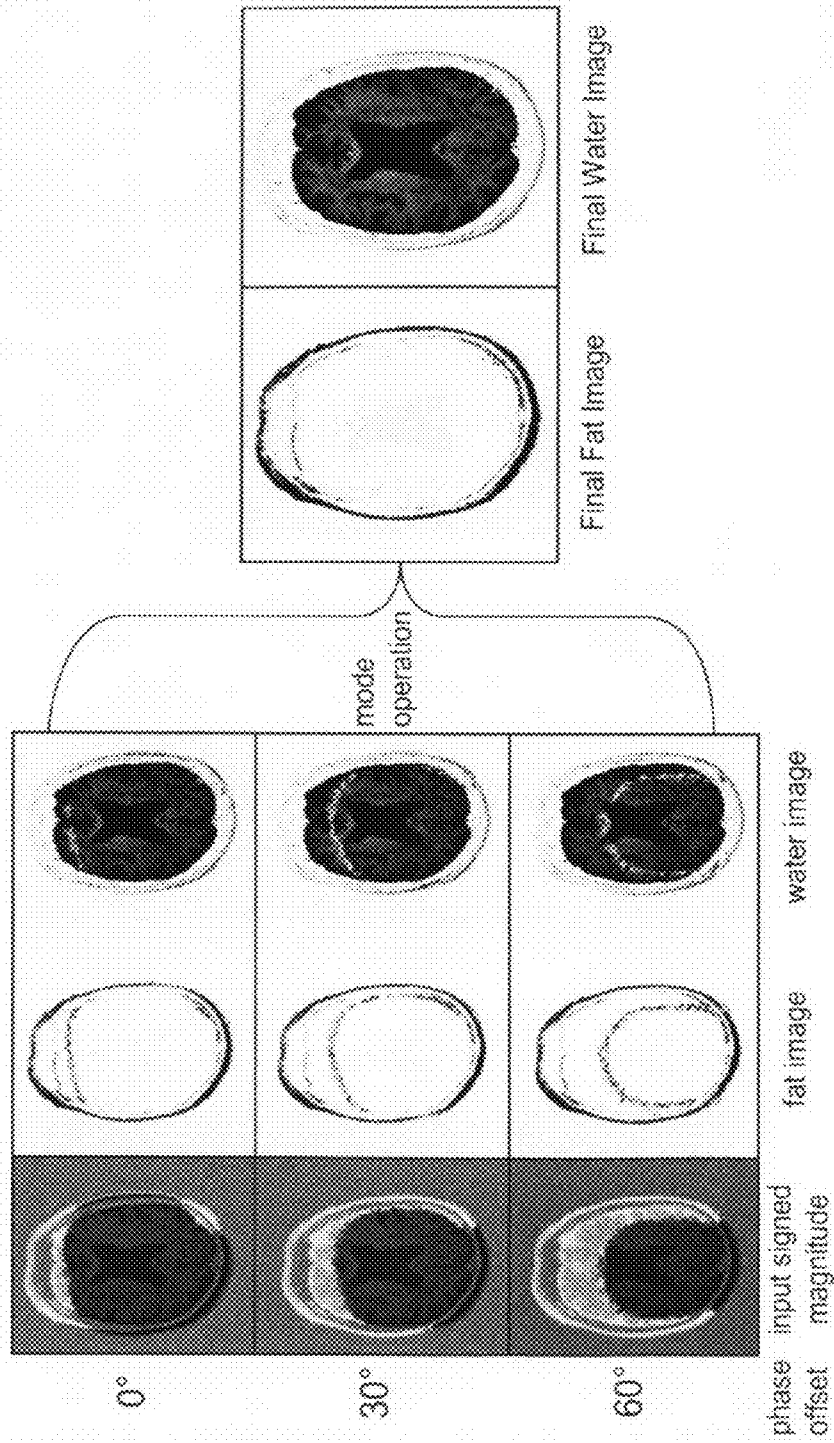 0°
30°
60°
phase
offset
input signed
magnitude
fat image
water image
mode
operation
Final Fat Image
Final Water Image